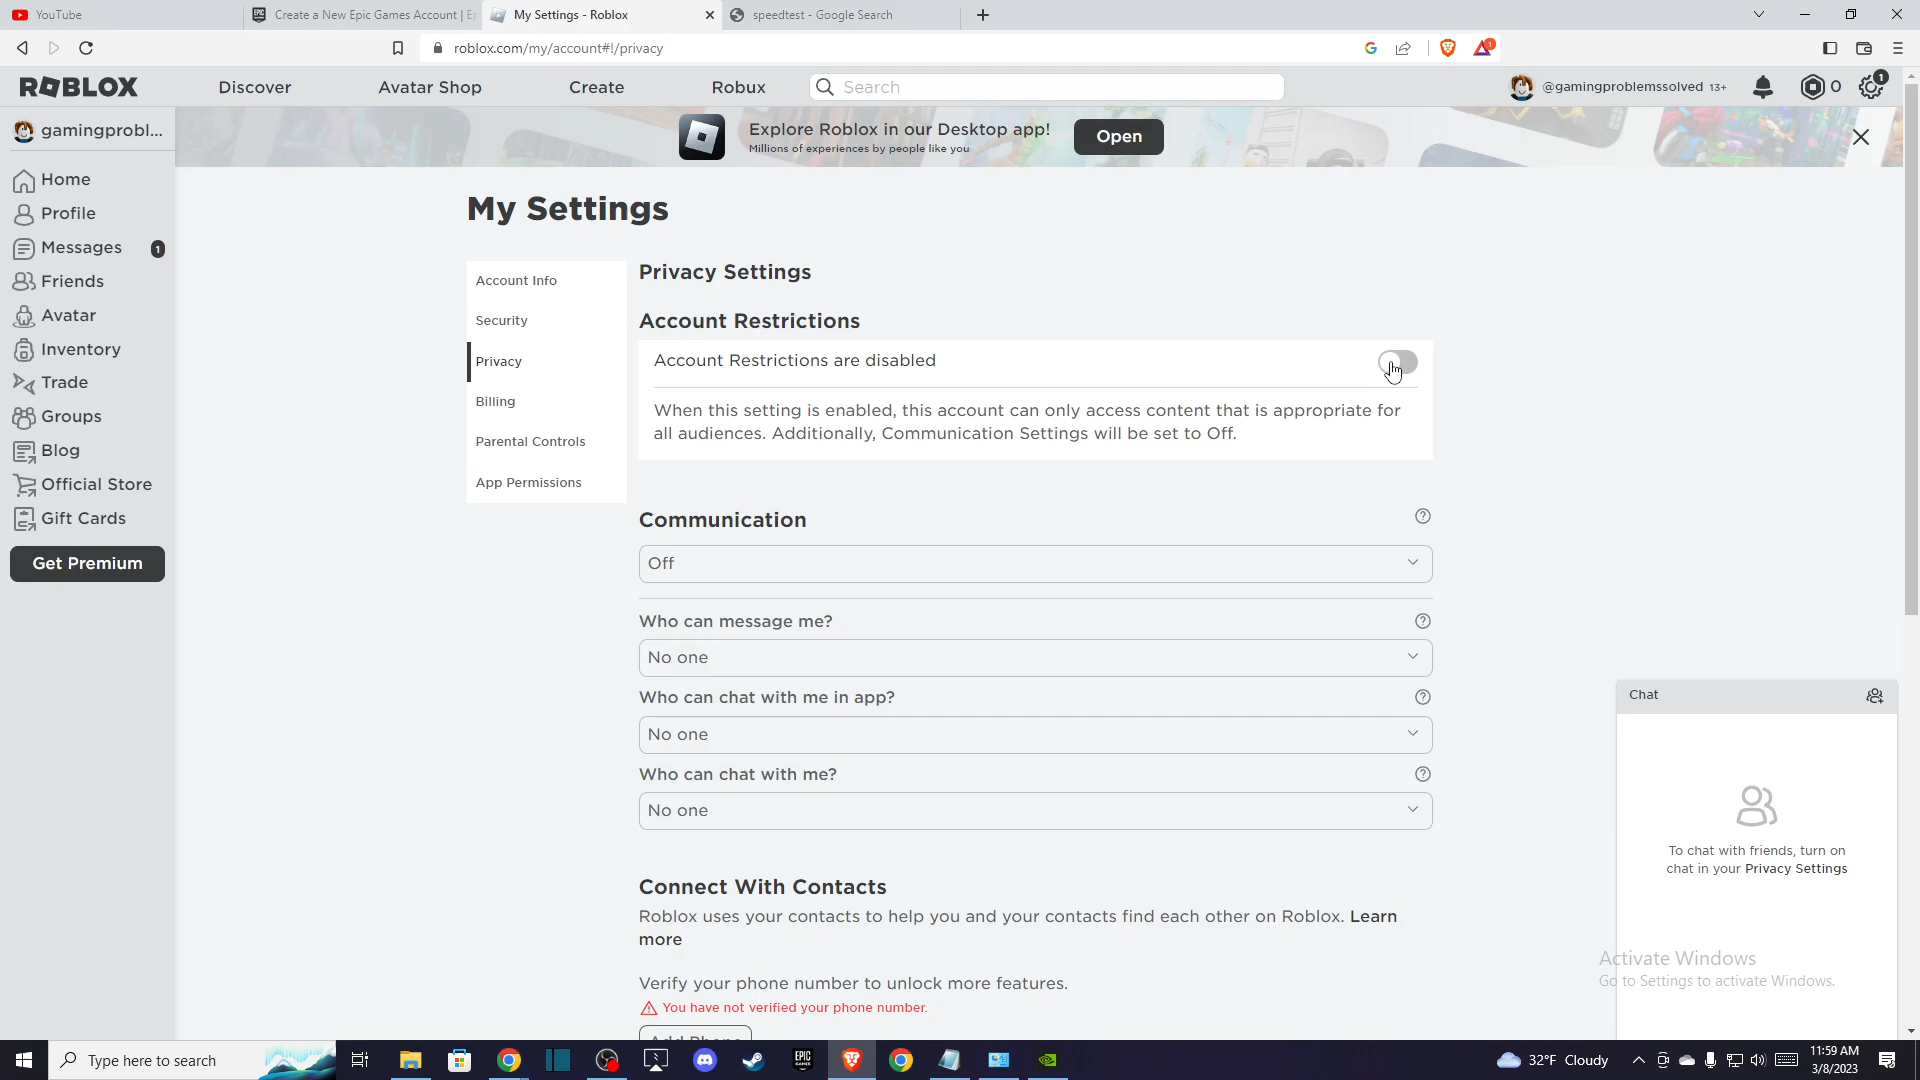 YouTube
Create a New Epic Games Account | Ep
My Settings - Roblox
speedtest - Google Search
roblox.com/my/account#!/privacy
1
ROBLOX
Discover
Avatar Shop
Create
Robux
Search
@gamingproblemssolved 13+
0
1
gamingprobl...
Explore Roblox in our Desktop app!
Millions of experiences by people like you
Open
Home
Profile
Messages
1
Friends
Avatar
Inventory
Trade
Groups
Blog
Official Store
Gift Cards
Get Premium
My Settings
Account Info
Security
Privacy
Billing
Parental Controls
App Permissions
Privacy Settings
Account Restrictions
Account Restrictions are disabled
When this setting is enabled, this account can only access content that is appropriate for
all audiences. Additionally, Communication Settings will be set to Off.
Communication
Off
Who can message me?
No one
Who can chat with me in app?
No one
Who can chat with me?
No one
Connect With Contacts
Roblox uses your contacts to help you and your contacts find each other on Roblox. Learn
more
Verify your phone number to unlock more features.
You have not verified your phone number.
Add Phone
Chat
To chat with friends, turn on
chat in your Privacy Settings
Activate Windows
Go to Settings to activate Windows.
Type here to search
EPIC
GAMES
32°F Cloudy
11:59 AM
3/8/2023